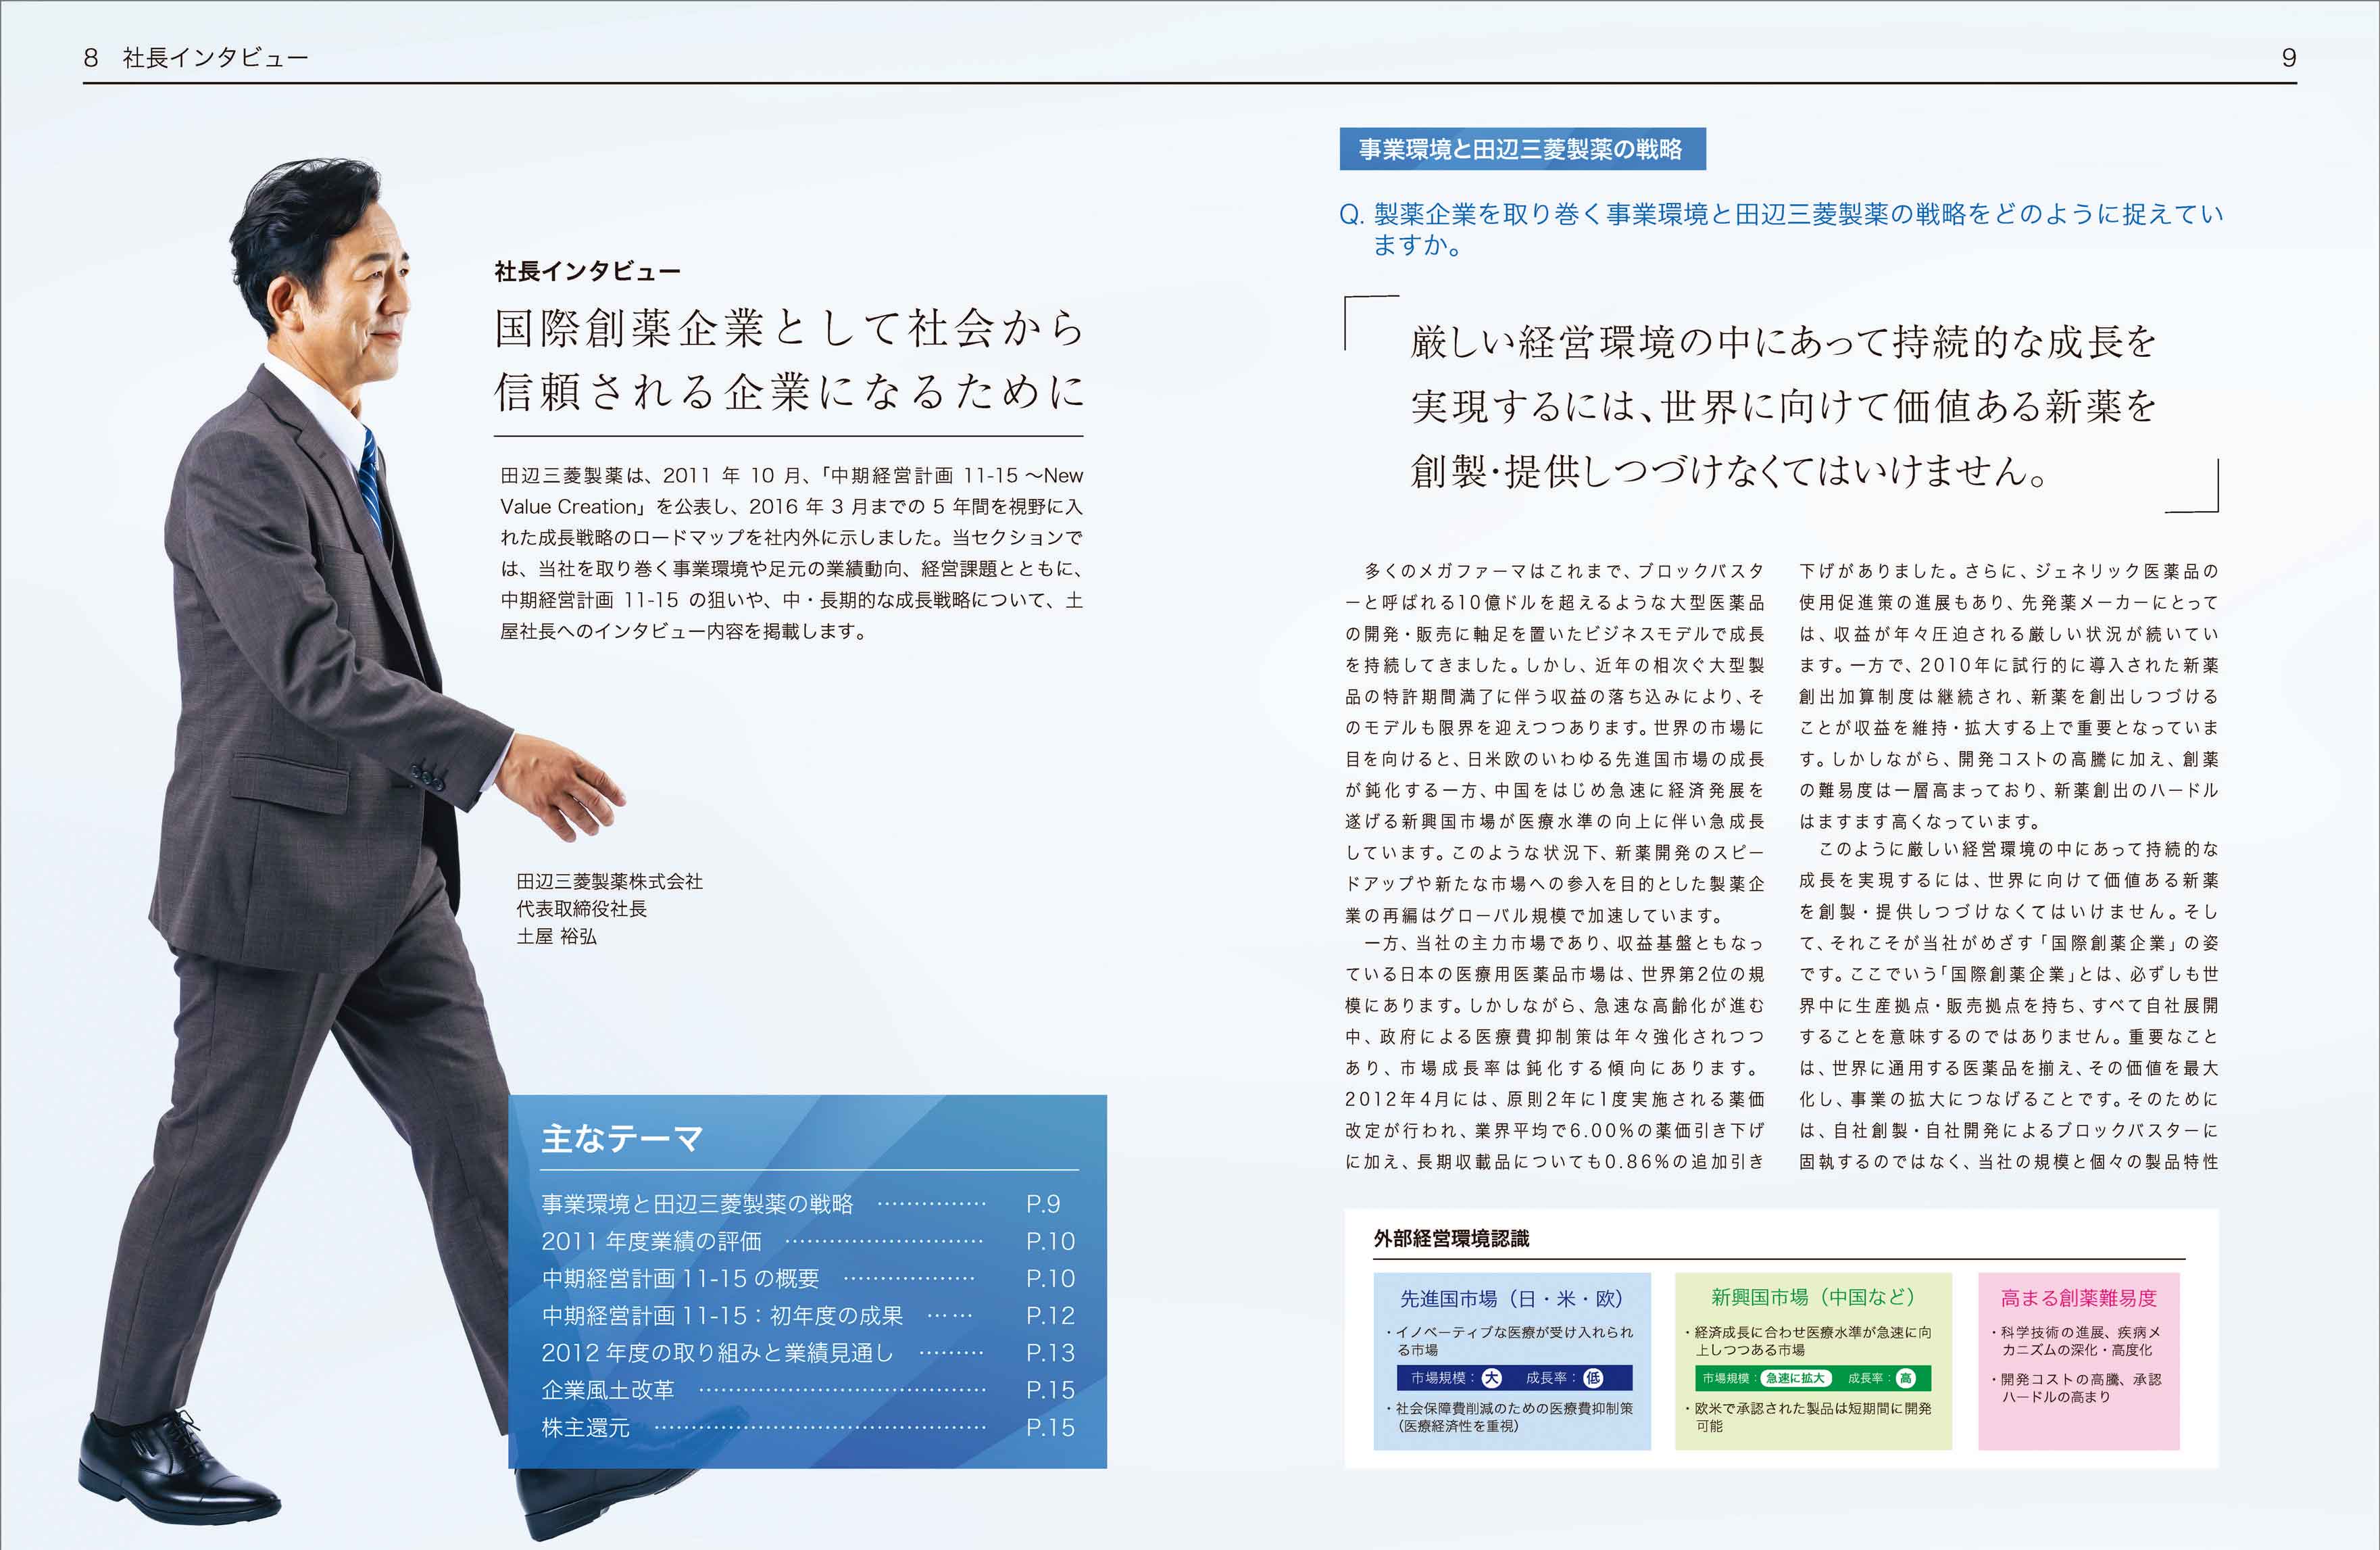 8 社長インタビュー
9
社長インタビュー
国際創薬企業として社会から
信頼される企業になるために
田辺三菱製薬は、2011 年 10 月、「中期経営計画 11-15 ～New
Value Creation」を公表し、2016 年 3 月までの 5 年間を視野に入
れた成長戦略のロードマップを社内外に示しました。当セクションで
は、当社を取り巻く事業環境や足元の業績動向、経営課題とともに、
中期経営計画 11-15 の狙いや、中・長期的な成長戦略について、土
屋社長へのインタビュー内容を掲載します。
田辺三菱製薬株式会社
代表取締役社長
土屋 裕弘
主なテーマ
事業環境と田辺三菱製薬の戦略 …………… P.9
2011 年度業績の評価 ……………………… P.10
中期経営計画 11-15 の概要 ……………… P.10
中期経営計画 11-15：初年度の成果 …… P.12
2012 年度の取り組みと業績見通し ……… P.13
企業風土改革 ………………………………… P.15
株主還元 ……………………………………… P.15
事業環境と田辺三菱製薬の戦略
Q. 製薬企業を取り巻く事業環境と田辺三菱製薬の戦略をどのように捉えてい
ますか。
「厳しい経営環境の中にあって持続的な成長を
実現するには、世界に向けて価値ある新薬を
創製・提供しつづけなくてはいけません。」
多くのメガファーマはこれまで、ブロックバスタ
ーと呼ばれる10億ドルを超えるような大型医薬品
の開発・販売に軸足を置いたビジネスモデルで成長
を持続してきました。しかし、近年の相次ぐ大型製
品の特許期間満了に伴う収益の落ち込みにより、そ
のモデルも限界を迎えつつあります。世界の市場に
目を向けると、日米欧のいわゆる先進国市場の成長
が鈍化する一方、中国をはじめ急速に経済発展を
遂げる新興国市場が医療水準の向上に伴い急成長
しています。このような状況下、新薬開発のスピー
ドアップや新たな市場への参入を目的とした製薬企
業の再編はグローバル規模で加速しています。
一方、当社の主力市場であり、収益基盤ともなっ
ている日本の医療用医薬品市場は、世界第2位の規
模にあります。しかしながら、急速な高齢化が進む
中、政府による医療費抑制策は年々強化されつつ
あり、市場成長率は鈍化する傾向にあります。
2012年4月には、原則2年に1度実施される薬価
改定が行われ、業界平均で6.00%の薬価引き下げ
に加え、長期収載品についても0.86%の追加引き
下げがありました。さらに、ジェネリック医薬品の
使用促進策の進展もあり、先発薬メーカーにとって
は、収益が年々圧迫される厳しい状況が続いてい
ます。一方で、2010年に試行的に導入された新薬
創出加算制度は継続され、新薬を創出しつづける
ことが収益を維持・拡大する上で重要となっていま
す。しかしながら、開発コストの高騰に加え、創薬
の難易度は一層高まっており、新薬創出のハードル
はますます高くなっています。
このように厳しい経営環境の中にあって持続的な
成長を実現するには、世界に向けて価値ある新薬
を創製・提供しつづけなくてはいけません。そし
て、それこそが当社がめざす「国際創薬企業」の姿
です。ここでいう「国際創薬企業」とは、必ずしも世
界中に生産拠点・販売拠点を持ち、すべて自社展開
することを意味するのではありません。重要なこと
は、世界に通用する医薬品を揃え、その価値を最大
化し、事業の拡大につなげることです。そのために
は、自社創製・自社開発によるブロックバスターに
固執するのではなく、当社の規模と個々の製品特性
外部経営環境認識
先進国市場（日・米・欧）
・イノベーティブな医療が受け入れられ
る市場
市場規模：大 成長率：低
・社会保障費削減のための医療費抑制策
（医療経済性を重視）
新興国市場（中国など）
・経済成長に合わせ医療水準が急速に向
上しつつある市場
市場規模：急速に拡大 成長率：高
・欧米で承認された製品は短期間に開発
可能
高まる創薬難易度
・科学技術の進展、疾病メ
カニズムの深化・高度化
・開発コストの高騰、承認
ハードルの高まり